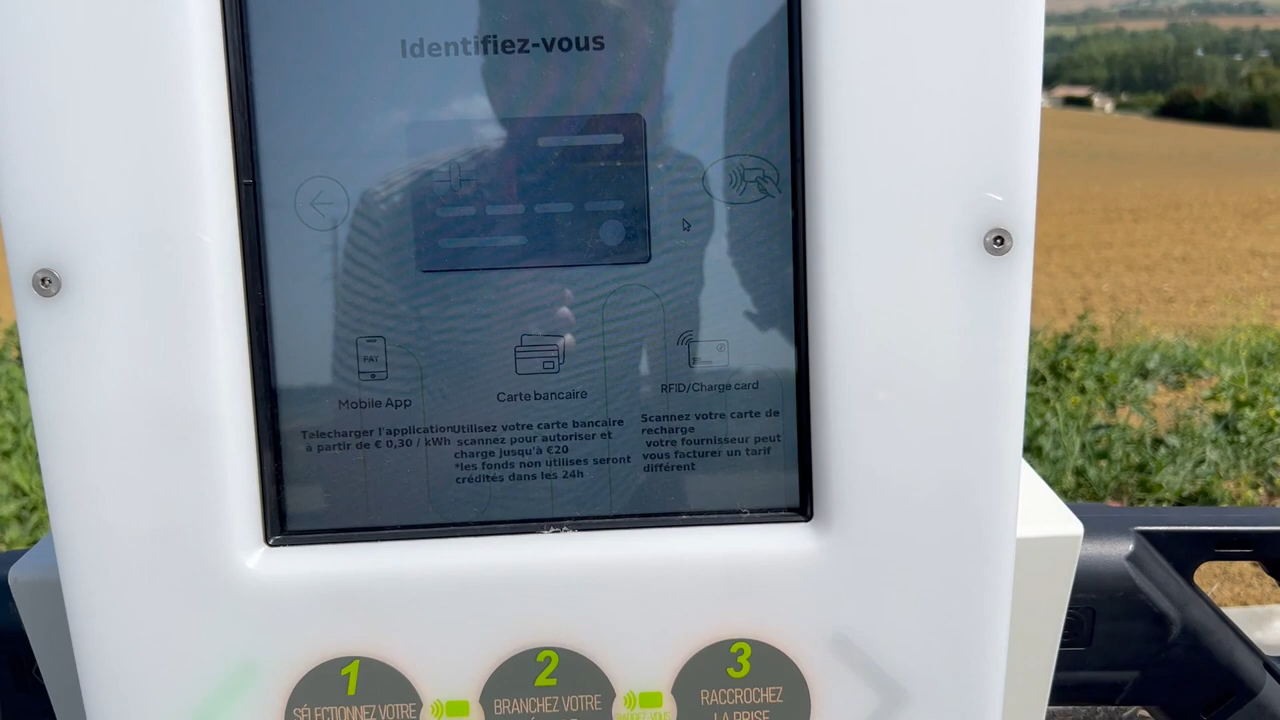 Identifiez-vous
PAY
Mobile App
Telecharger l'application
à partir de € 0,30 / kWh
Carte bancaire
Utilisez votre carte bancaire
scannez pour autoriser et
charge jusqu'à €20
*les fonds non utilises seront
crédités dans les 24h
RFID/Charge card
Scannez votre carte de
recharge
votre fournisseur peut
vous facturer un tarif
différent
1
SÉLECTIONNEZ VOTRE
2
BRANCHEZ VOTRE
3
RACCROCHEZ
LA PRISE